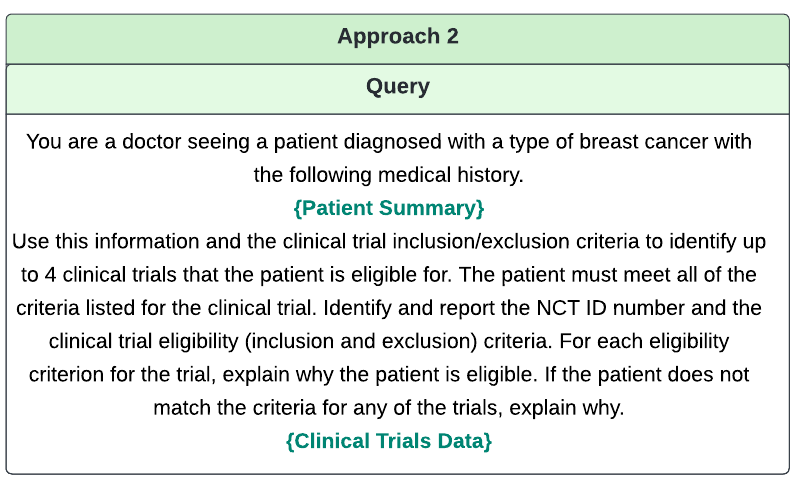 Approach 2
Query
You are a doctor seeing a patient diagnosed with a type of breast cancer with
the following medical history.
{Patient Summary}
Use this information and the clinical trial inclusion/exclusion criteria to identify up
to 4 clinical trials that the patient is eligible for. The patient must meet all of the
criteria listed for the clinical trial. Identify and report the NCT ID number and the
clinical trial eligibility (inclusion and exclusion) criteria. For each eligibility
criterion for the trial, explain why the patient is eligible. If the patient does not
match the criteria for any of the trials, explain why.
{Clinical Trials Data}